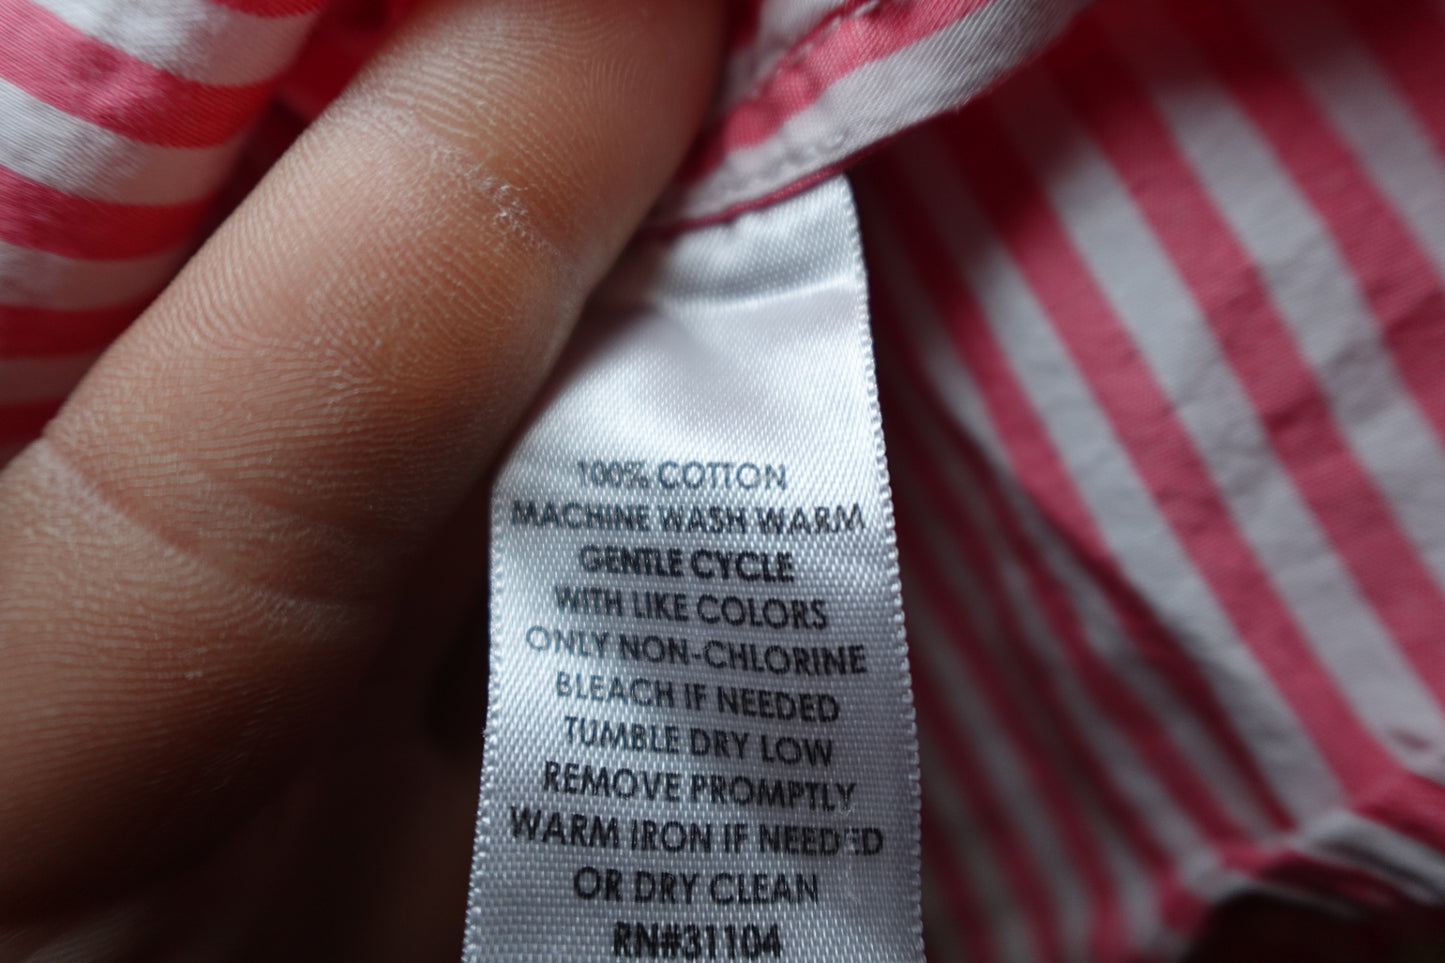 100% COTTON
MACHINE WASH WARM
GENTLE CYCLE
WITH LIKE COLORS
ONLY NON-CHLORINE
BLEACH IF NEEDED
TUMBLE DRY LOW
REMOVE PROMPTLY
WARM IRON IF NEEDED
OR DRY CLEAN
RN#31104